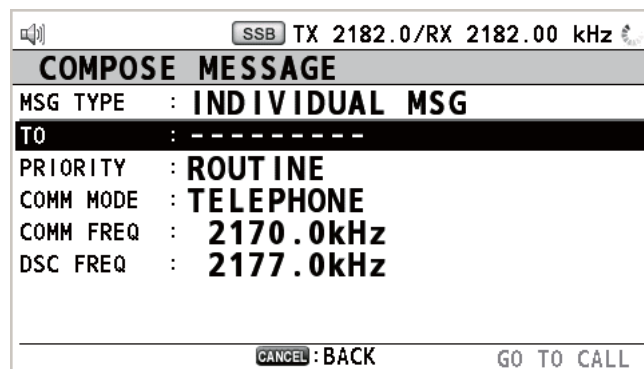 SSB TX 2182.0/RX 2182.00 kHz
COMPOSE MESSAGE
MSG TYPE : INDIVIDUAL MSG
TO : ---------
PRIORITY : ROUTINE
COMM MODE : TELEPHONE
COMM FREQ : 2170.0kHz
DSC FREQ : 2177.0kHz
CANCEL : BACK GO TO CALL